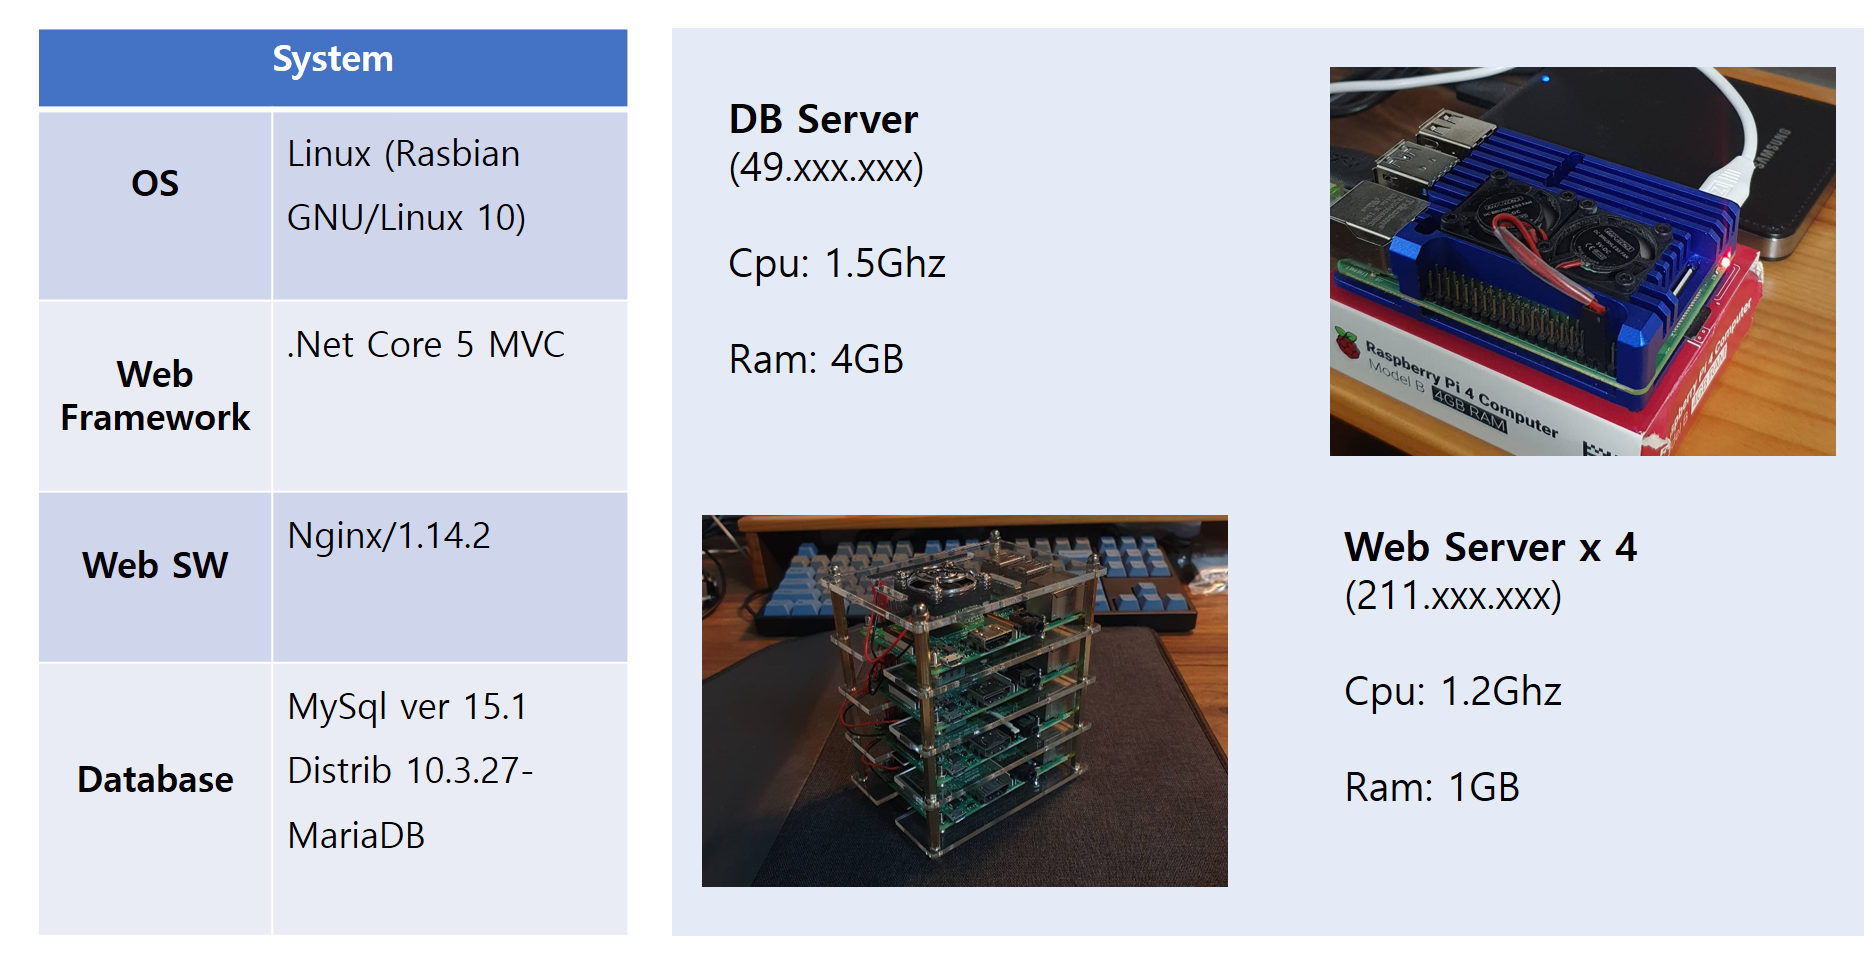 System
OS
Linux (Rasbian
GNU/Linux 10)
Web
Framework
.Net Core 5 MVC
Web SW
Nginx/1.14.2
Database
MySql ver 15.1
Distrib 10.3.27-
MariaDB
DB Server
(49.xxx.xxx)
Cpu: 1.5Ghz
Ram: 4GB
SAMSUNG
Raspberry Pi 4 Computer
Model B 4GB RAM
Web Server x 4
(211.xxx.xxx)
Cpu: 1.2Ghz
Ram: 1GB